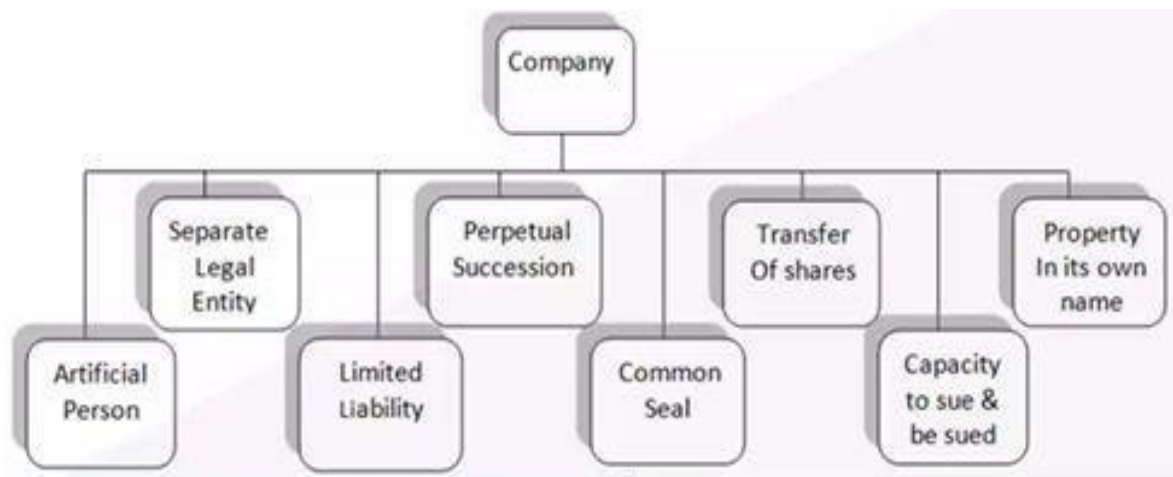 Company
Separate
Legal
Entity
Perpetual
Succession
Transfer
Of shares
Property
In its own
name
Artificial
Person
Limited
Liability
Common
Seal
Capacity
to sue &
be sued